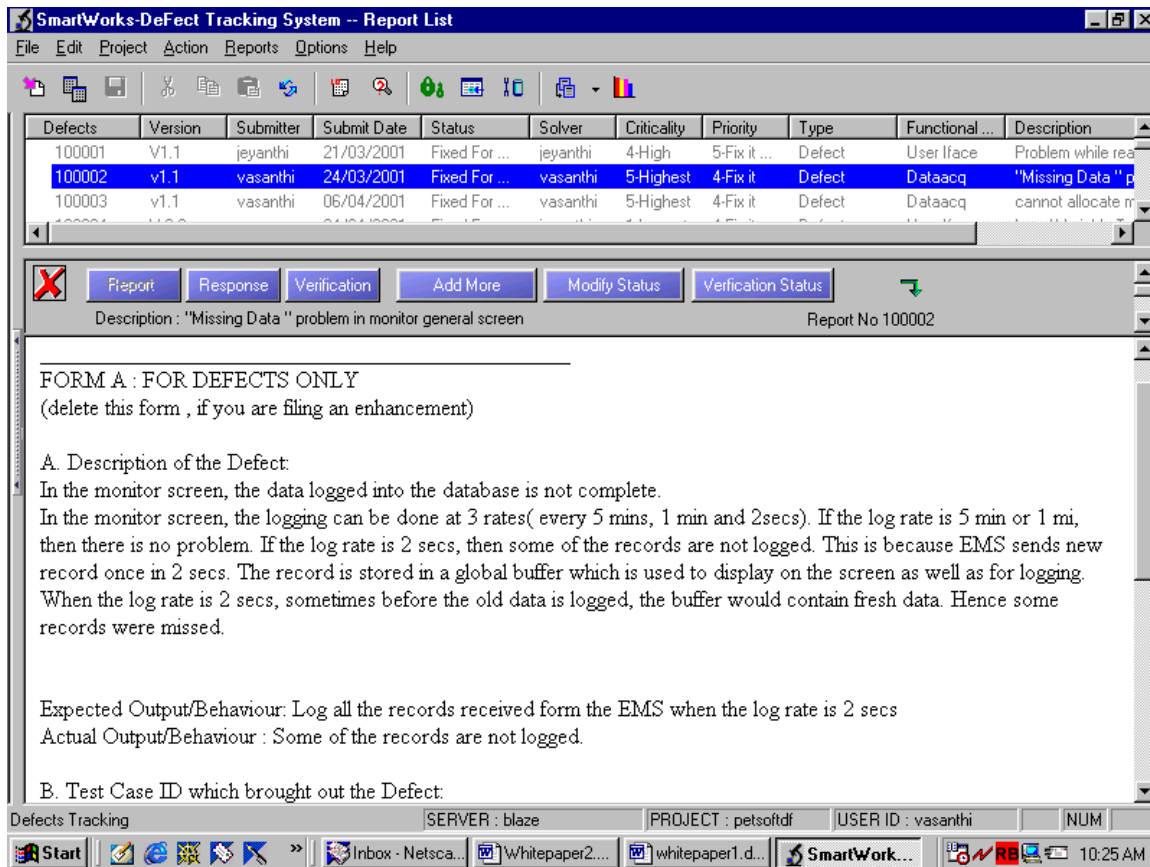 SmartWorks-DeFect Tracking System -- Report List
File Edit Project Action Reports Options Help
Defects Version Submitter Submit Date Status Solver Criticality Priority Type Functional ... Description
100001 V1.1 jeyanthi 21/03/2001 Fixed For ... jeyanthi 4-High 5-Fix it ... Defect User Iface Problem while rea
100002 v1.1 vasanthi 24/03/2001 Fixed For ... vasanthi 5-Highest 4-Fix it Defect Dataacq "Missing Data " p
100003 v1.1 vasanthi 06/04/2001 Fixed For ... vasanthi 5-Highest 4-Fix it Defect Dataacq cannot allocate m
Report Response Verification Add More Modify Status Verfication Status
Description : "Missing Data " problem in monitor general screen Report No 100002
FORM A : FOR DEFECTS ONLY
(delete this form , if you are filing an enhancement)
A. Description of the Defect:
In the monitor screen, the data logged into the database is not complete.
In the monitor screen, the logging can be done at 3 rates( every 5 mins, 1 min and 2secs). If the log rate is 5 min or 1 mi,
then there is no problem. If the log rate is 2 secs, then some of the records are not logged. This is because EMS sends new
record once in 2 secs. The record is stored in a global buffer which is used to display on the screen as well as for logging.
When the log rate is 2 secs, sometimes before the old data is logged, the buffer would contain fresh data. Hence some
records were missed.
Expected Output/Behaviour: Log all the records received form the EMS when the log rate is 2 secs
Actual Output/Behaviour : Some of the records are not logged.
B. Test Case ID which brought out the Defect:
Defects Tracking SERVER : blaze PROJECT : petsoftdf USER ID : vasanthi NUM
Start » Inbox - Netsca... Whitepaper2.... whitepaper1.d... SmartWork... RB 10:25 AM